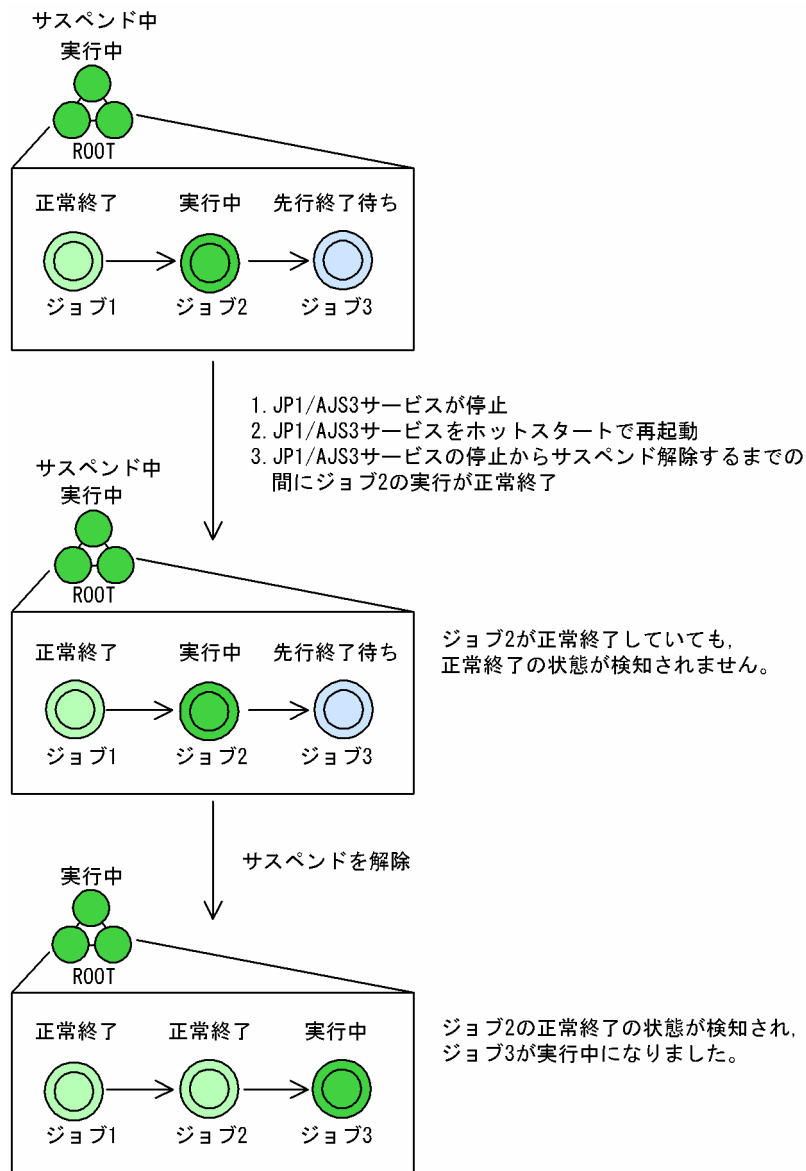 サスペンド中
実行中
ROOT
正常終了 実行中 先行終了待ち
ジョブ1 ジョブ2 ジョブ3
1. JP1/AJS3サービスが停止
2. JP1/AJS3サービスをホットスタートで再起動
3. JP1/AJS3サービスの停止からサスペンド解除するまでの
間にジョブ2の実行が正常終了
サスペンド中
実行中
ROOT
正常終了 実行中 先行終了待ち
ジョブ1 ジョブ2 ジョブ3
ジョブ2が正常終了していても,
正常終了の状態が検知されません。
サスペンドを解除
実行中
ROOT
正常終了 正常終了 実行中
ジョブ1 ジョブ2 ジョブ3
ジョブ2の正常終了の状態が検知され,
ジョブ3が実行中になりました。